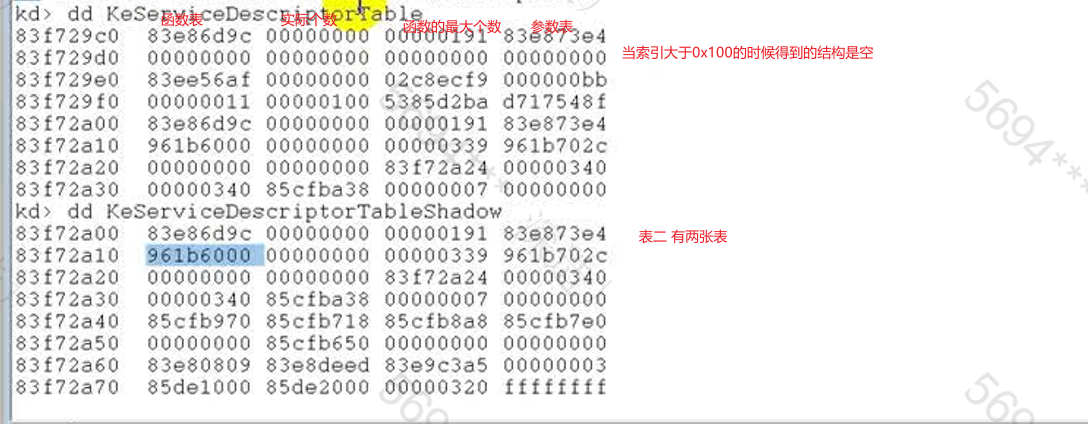 kd> dd KeServiceDescriptorTable
函数表 实际个数 函数的最大个数 参数表
83f729c0 83e86d9c 00000000 00000191 83e873e4
83f729d0 00000000 00000000 00000000 00000000
当索引大于0x100的时候得到的结构是空
83f729e0 83ee56af 00000000 02c8ecf9 000000bb
83f729f0 00000011 00000100 5385d2ba d717548f
83f72a00 83e86d9c 00000000 00000191 83e873e4
83f72a10 961b6000 00000000 00000339 961b702c
83f72a20 00000000 00000000 83f72a24 00000340
83f72a30 00000340 85cfba38 00000007 00000000
kd> dd KeServiceDescriptorTableShadow
83f72a00 83e86d9c 00000000 00000191 83e873e4
表二 有两张表
83f72a10 961b6000 00000000 00000339 961b702c
83f72a20 00000000 00000000 83f72a24 00000340
83f72a30 00000340 85cfba38 00000007 00000000
83f72a40 85cfb970 85cfb718 85cfb8a8 85cfb7e0
83f72a50 00000000 85cfb650 00000000 00000000
83f72a60 83e80809 83e8deed 83e9c3a5 00000003
83f72a70 85de1000 85de2000 00000320 ffffffff
5694***
5694***